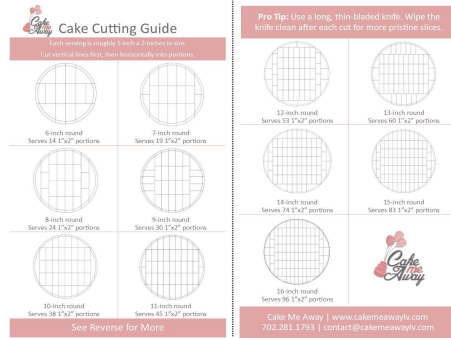 Cake
me
Away
Cake Cutting Guide
Each serving is roughly 1-inch x 2-inches in size.
Cut vertical lines first, then horizontally into portions.
6-inch round
Serves 14 1"x2" portions
7-inch round
Serves 19 1"x2" portions
8-inch round
Serves 24 1"x2" portions
9-inch round
Serves 30 1"x2" portions
10-inch round
Serves 38 1"x2" portions
11-inch round
Serves 45 1"x2" portions
See Reverse for More
Pro Tip: Use a long, thin-bladed knife. Wipe the
knife clean after each cut for more pristine slices.
12-inch round
Serves 53 1"x2" portions
13-inch round
Serves 60 1"x2" portions
14-inch round
Serves 74 1"x2" portions
15-inch round
Serves 83 1"x2" portions
16-inch round
Serves 96 1"x2" portions
Cake
me
Away
Cake Me Away | www.cakemeawaylv.com
702.281.1793 | contact@cakemeawaylv.com